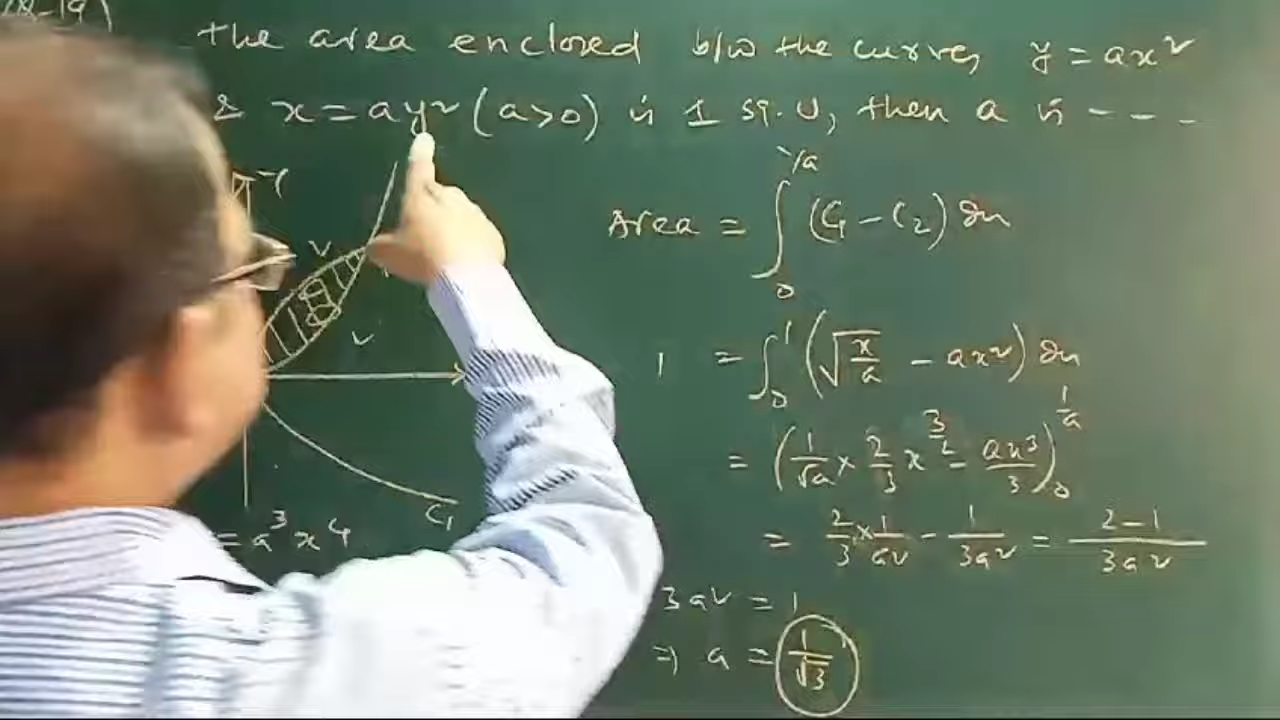 The area enclosed b/w the curves y = ax²
& x = ay² (a>0) is 1 sq. U, then a is - - -
Y
Area = ∫₀^{1/a} (C₁ - C₂) dx
1 = ∫₀^1 (√(x/a) - ax²) dx
= (1/√a × 2/3 x^{3/2} - ax³/3)₀^{1/a}
C₁
= a³x⁴
= 2/3 × 1/a² - 1/3a² = (2-1)/3a²
3a² = 1
⇒ a = 1/√3